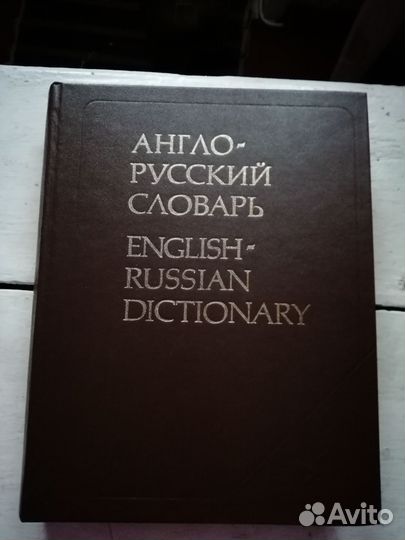 АНГЛО-
РУССКИЙ
СЛОВАРЬ
ENGLISH-
RUSSIAN
DICTIONARY
Avito